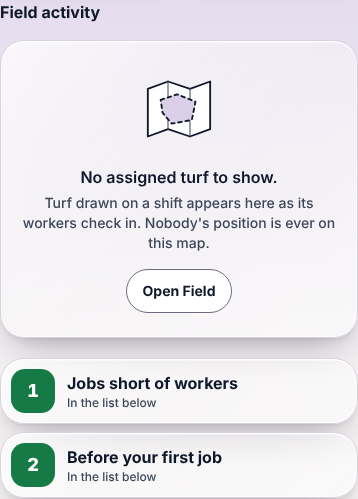 Field activity
No assigned turf to show.
Turf drawn on a shift appears here as its
workers check in. Nobody's position is ever on
this map.
Open Field
1
Jobs short of workers
In the list below
2
Before your first job
In the list below